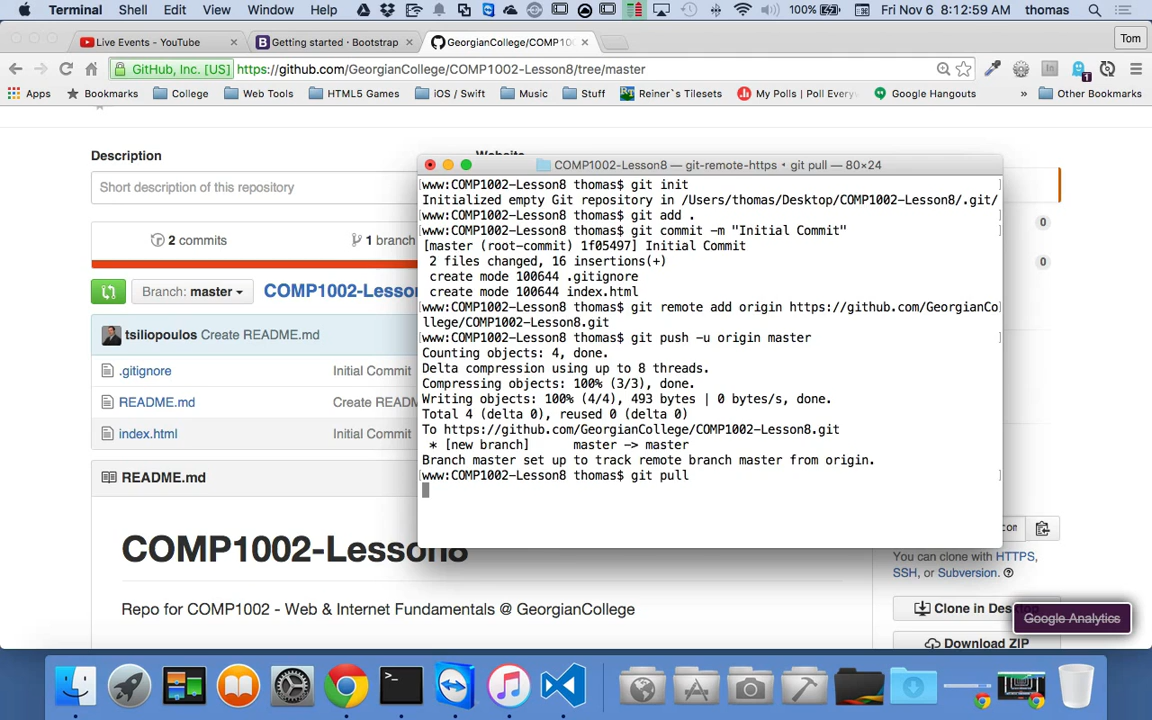 Terminal Shell Edit View Window Help 100% Fri Nov 6 8:12:59 AM thomas
Live Events - YouTube Getting started · Bootstrap GeorgianCollege/COMP10 Tom
GitHub, Inc. [US] https://github.com/GeorgianCollege/COMP1002-Lesson8/tree/master
Apps Bookmarks College Web Tools HTML5 Games iOS / Swift Music Stuff Reiner`s Tilesets My Polls | Poll Every Google Hangouts » Other Bookmarks
Description Website
Short description of this repository
2 commits 1 branch 0
0
Branch: master COMP1002-Lesso
tsiliopoulos Create README.md
.gitignore Initial Commit
README.md Create README
index.html Initial Commit
README.md
COMP1002-Lesson8
Repo for COMP1002 - Web & Internet Fundamentals @ GeorgianCollege
COMP1002-Lesson8 — git-remote-https • git pull — 80×24
[www:COMP1002-Lesson8 thomas$ git init ]
Initialized empty Git repository in /Users/thomas/Desktop/COMP1002-Lesson8/.git/
[www:COMP1002-Lesson8 thomas$ git add . ]
[www:COMP1002-Lesson8 thomas$ git commit -m "Initial Commit" ]
[master (root-commit) 1f05497] Initial Commit
2 files changed, 16 insertions(+)
create mode 100644 .gitignore
create mode 100644 index.html
[www:COMP1002-Lesson8 thomas$ git remote add origin https://github.com/GeorgianCo]
llege/COMP1002-Lesson8.git
[www:COMP1002-Lesson8 thomas$ git push -u origin master ]
Counting objects: 4, done.
Delta compression using up to 8 threads.
Compressing objects: 100% (3/3), done.
Writing objects: 100% (4/4), 493 bytes | 0 bytes/s, done.
Total 4 (delta 0), reused 0 (delta 0)
To https://github.com/GeorgianCollege/COMP1002-Lesson8.git
* [new branch] master -> master
Branch master set up to track remote branch master from origin.
[www:COMP1002-Lesson8 thomas$ git pull ]
com
You can clone with HTTPS,
SSH, or Subversion.
Clone in Desktop
Google Analytics
Download ZIP